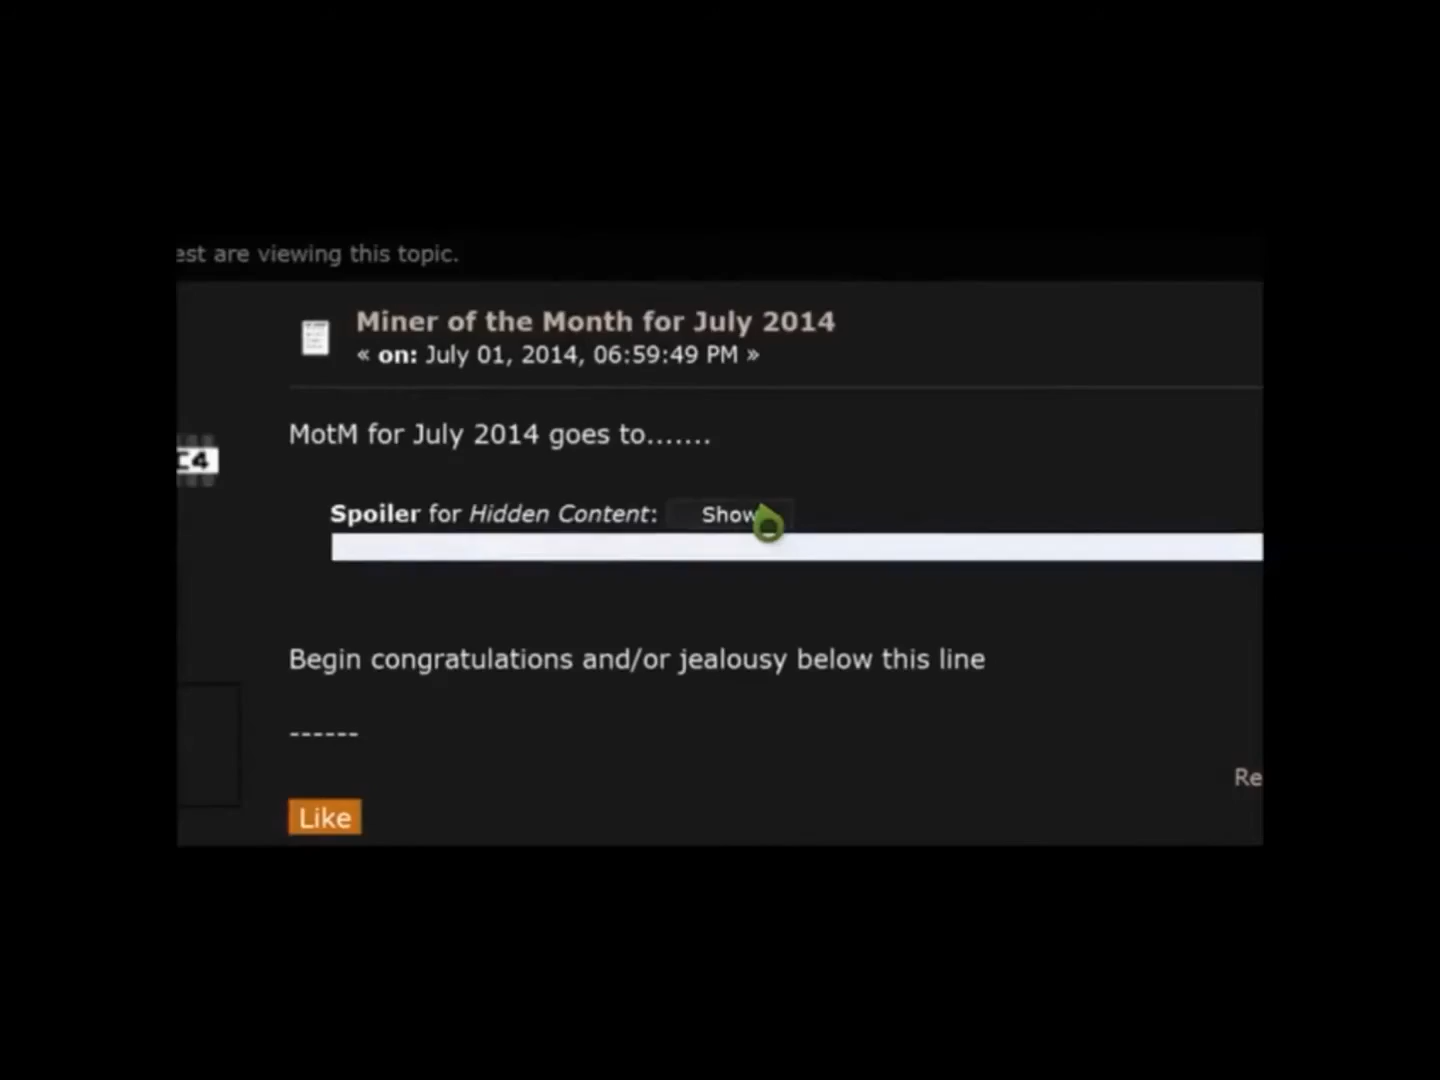 est are viewing this topic.
Miner of the Month for July 2014
« on: July 01, 2014, 06:59:49 PM »
MotM for July 2014 goes to.......
C4
Spoiler for Hidden Content: Show
Begin congratulations and/or jealousy below this line
------
Re
Like